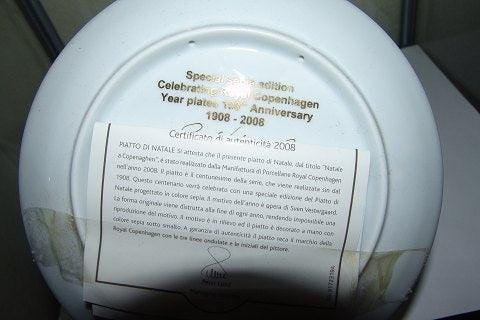 Special edition
Celebrating Royal Copenhagen
Year plates 100th Anniversary
1908 - 2008
Certificato di autenticità 2008
PIATTO DI NATALE Si attesta che il presente piatto di Natale, dal titolo "Natale
a Copenaghen", è stato realizzato dalla Manifattura di Porcellane Royal Copenhagen
nell'anno 2008. Il piatto è il centunesimo della serie, che viene realizzata sin dal
1908. Questo centenario verrà celebrato con una speciale edizione del Piatto di
Natale progettato in colore sepia. Il motivo dell'anno è opera di Sven Vestergaard.
La forma originale viene distrutta alla fine di ogni anno, rendendo impossibile una
riproduzione del motivo. Il motivo è in rilievo ed il piatto è decorato a mano con
colore sepia sotto smalto. A garanzia di autenticità il piatto reca il marchio della
Royal Copenhagen con le tre linee ondulate e le iniziali del pittore.